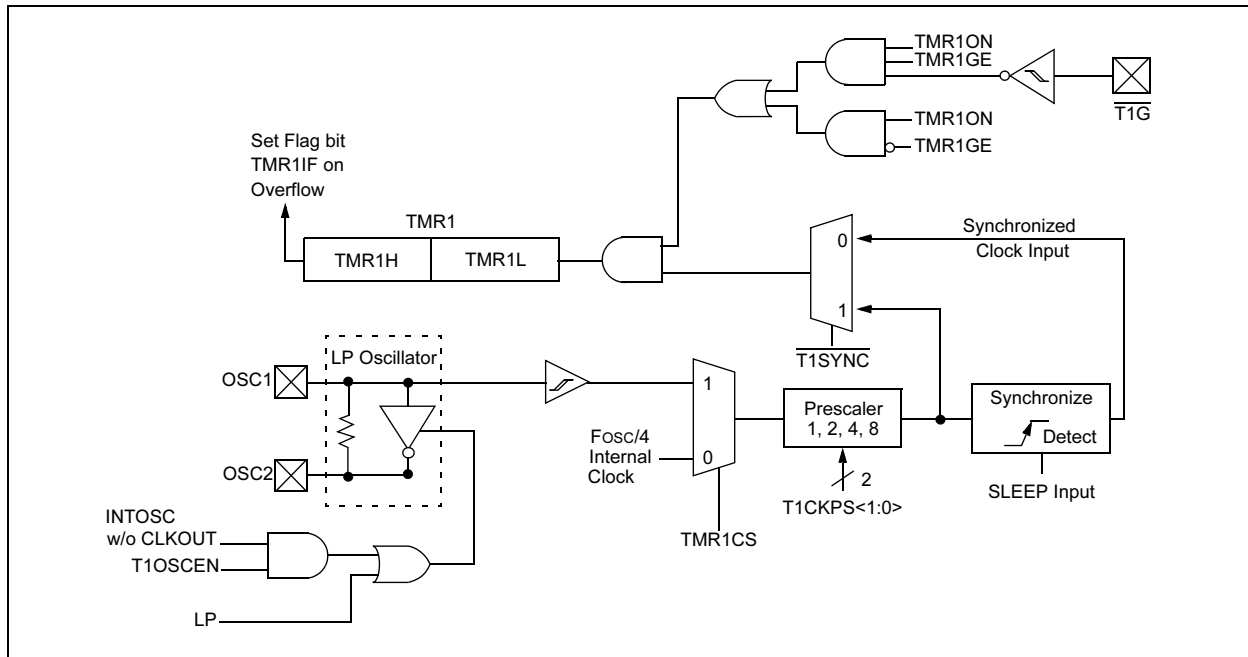 TMR1ON
TMR1GE
T1G
TMR1ON
TMR1GE
Set Flag bit
TMR1IF on
Overflow
TMR1
TMR1H
TMR1L
0
1
Synchronized
Clock Input
T1SYNC
LP Oscillator
OSC1
OSC2
1
0
FOSC/4
Internal
Clock
TMR1CS
Prescaler
1, 2, 4, 8
2
T1CKPS<1:0>
Synchronize
Detect
SLEEP Input
INTOSC
w/o CLKOUT
T1OSCEN
LP